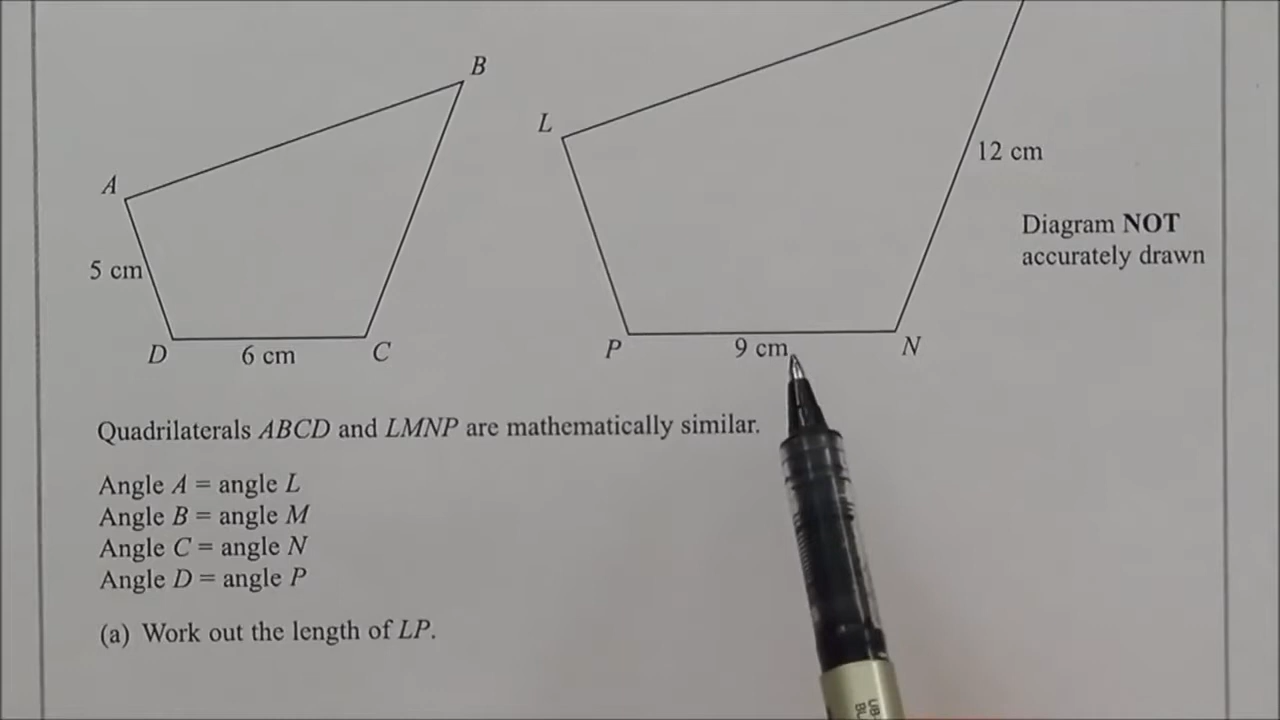 B
L
A
12 cm
Diagram NOT
accurately drawn
5 cm
D
6 cm
C
P
9 cm
N
Quadrilaterals ABCD and LMNP are mathematically similar.
Angle A = angle L
Angle B = angle M
Angle C = angle N
Angle D = angle P
(a) Work out the length of LP.